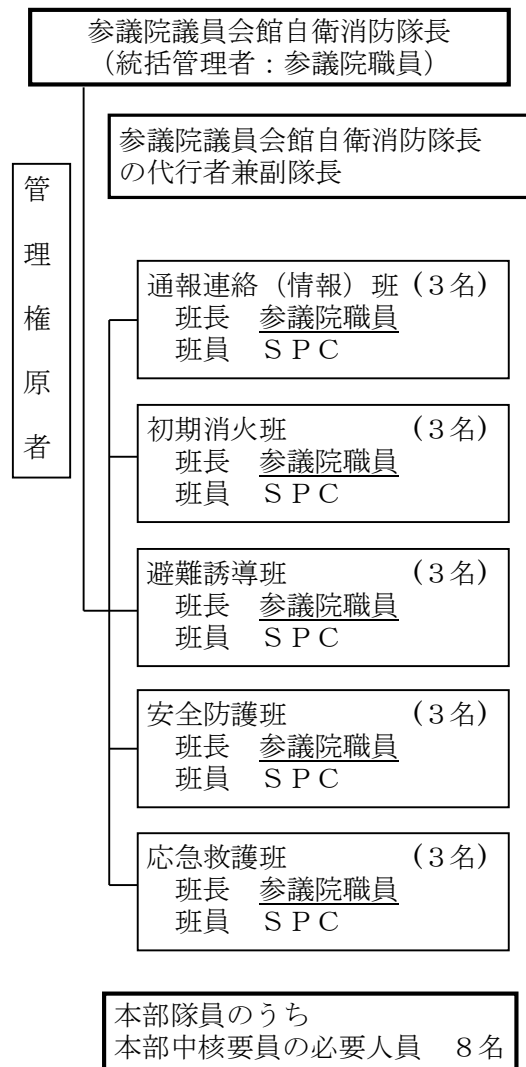 参議院議員会館自衛消防隊長
（統括管理者：参議院職員）
参議院議員会館自衛消防隊長
の代行者兼副隊長
管理権原者
通報連絡（情報）班（３名）
班長　参議院職員
班員　ＳＰＣ
初期消火班　（３名）
班長　参議院職員
班員　ＳＰＣ
避難誘導班　（３名）
班長　参議院職員
班員　ＳＰＣ
安全防護班　（３名）
班長　参議院職員
班員　ＳＰＣ
応急救護班　（３名）
班長　参議院職員
班員　ＳＰＣ
本部隊員のうち
本部中核要員の必要人員　８名